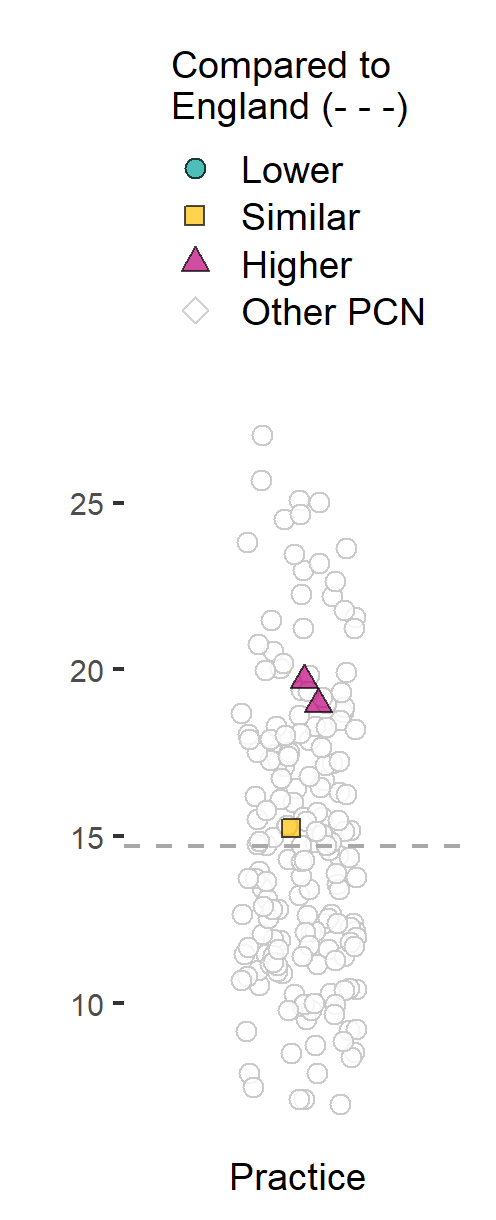 Compared to
England (- - -)
Lower
Similar
Higher
Other PCN
25
20
15
10
Practice